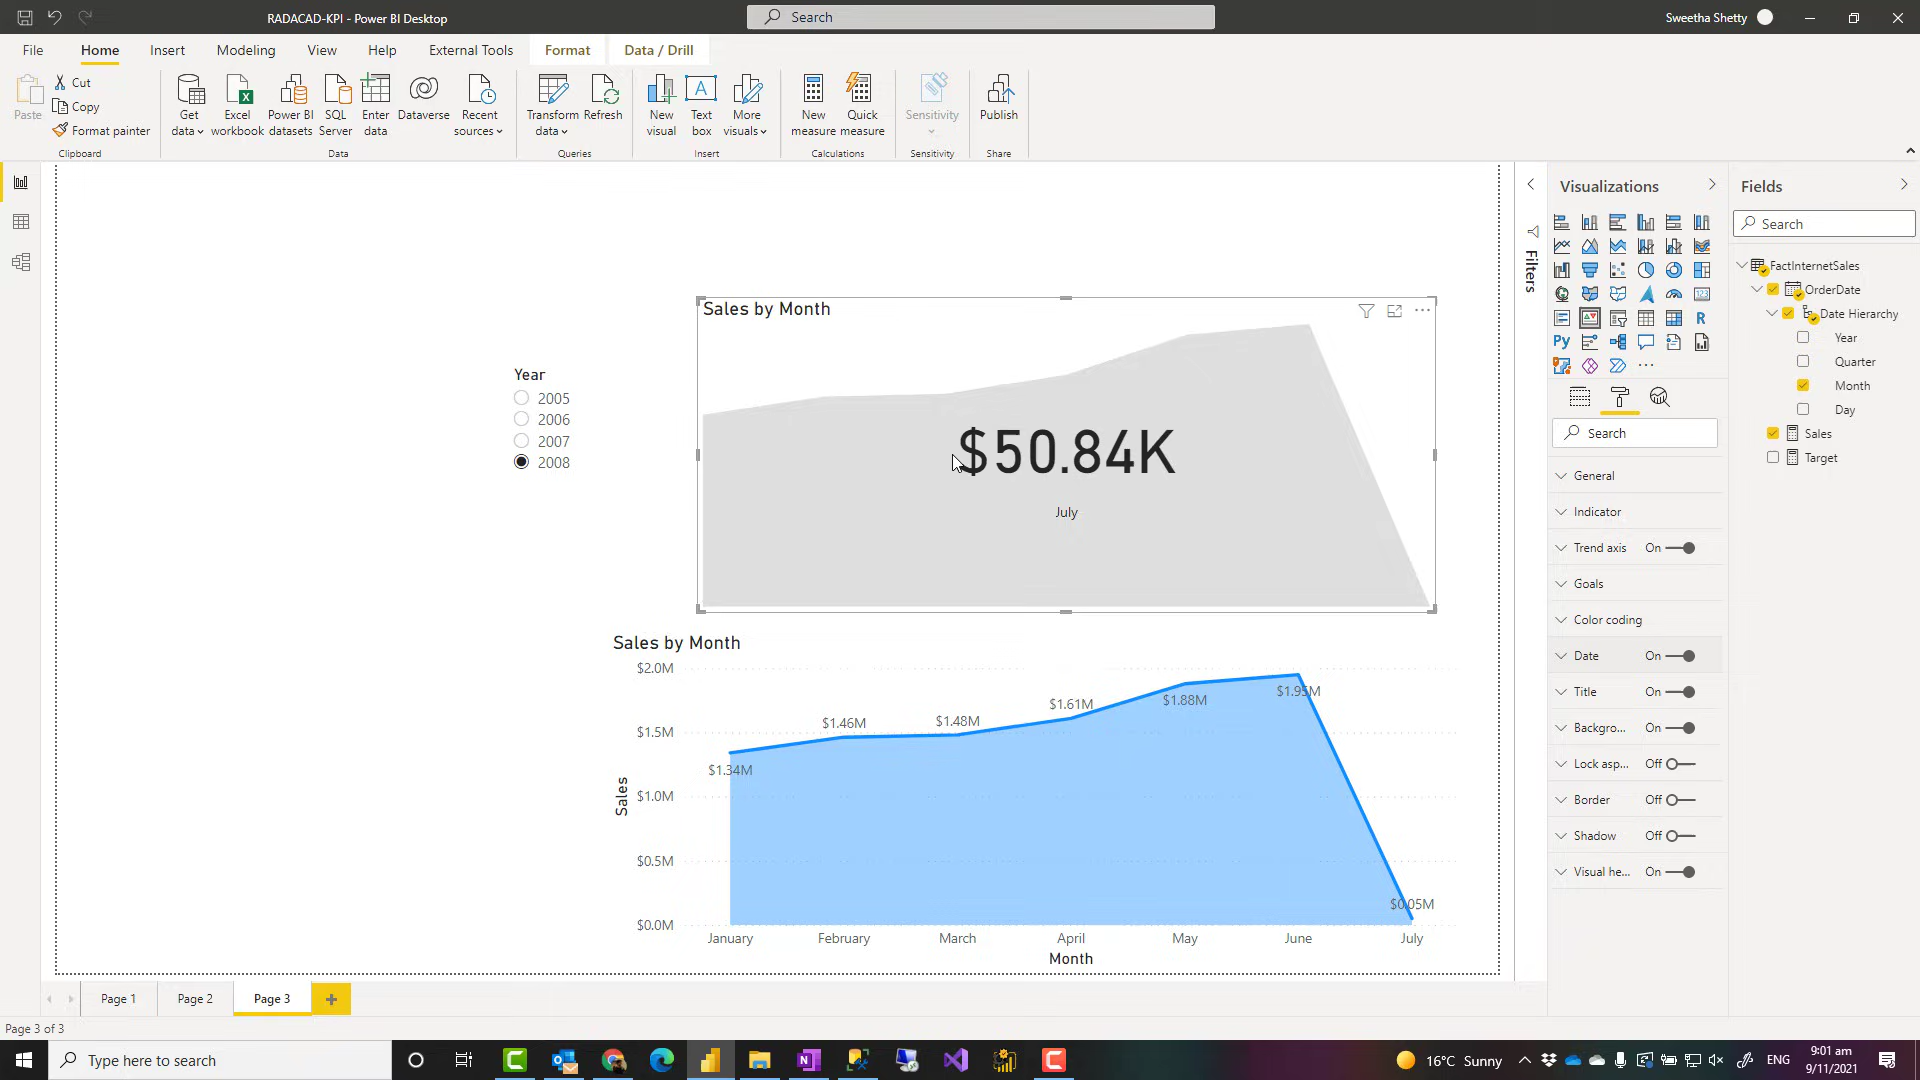 RADACAD-KPI - Power BI Desktop
Search
Sweetha Shetty
File
Home
Insert
Modeling
View
Help
External Tools
Format
Data / Drill
Paste
Cut
Copy
Format painter
Clipboard
Get data
Excel workbook
Power BI datasets
SQL Server
Enter data
Dataverse
Recent sources
Data
Transform data
Refresh
Queries
New visual
Text box
More visuals
Insert
New measure
Quick measure
Calculations
Sensitivity
Sensitivity
Publish
Share
Year
2005
2006
2007
2008
Sales by Month
$50.84K
July
Sales by Month
$2.0M
$1.5M
$1.0M
$0.5M
$0.0M
Sales
$1.34M
$1.46M
$1.48M
$1.61M
$1.88M
$1.95M
$0.05M
January
February
March
April
May
June
July
Month
Filters
Visualizations
R
Py
123
Search
General
Indicator
Trend axis On
Goals
Color coding
Date On
Title On
Backgro... On
Lock asp... Off
Border Off
Shadow Off
Visual he... On
Fields
Search
FactInternetSales
OrderDate
Date Hierarchy
Year
Quarter
Month
Day
Sales
Target
Page 1
Page 2
Page 3
Page 3 of 3
Type here to search
16°C Sunny
ENG
9:01 am
9/11/2021